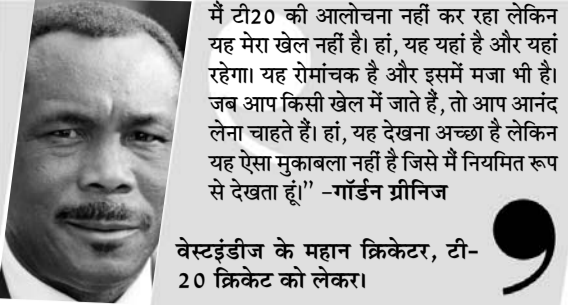 मैं टी20 की आलोचना नहीं कर रहा लेकिन
यह मेरा खेल नहीं है। हां, यह यहां है और यहां
रहेगा। यह रोमांचक है और इसमें मजा भी है।
जब आप किसी खेल में जाते हैं, तो आप आनंद
लेना चाहते हैं। हां, यह देखना अच्छा है लेकिन
यह ऐसा मुकाबला नहीं है जिसे मैं नियमित रूप
से देखता हूं।” -गॉर्डन ग्रीनिज
वेस्टइंडीज के महान क्रिकेटर, टी-
20 क्रिकेट को लेकर।